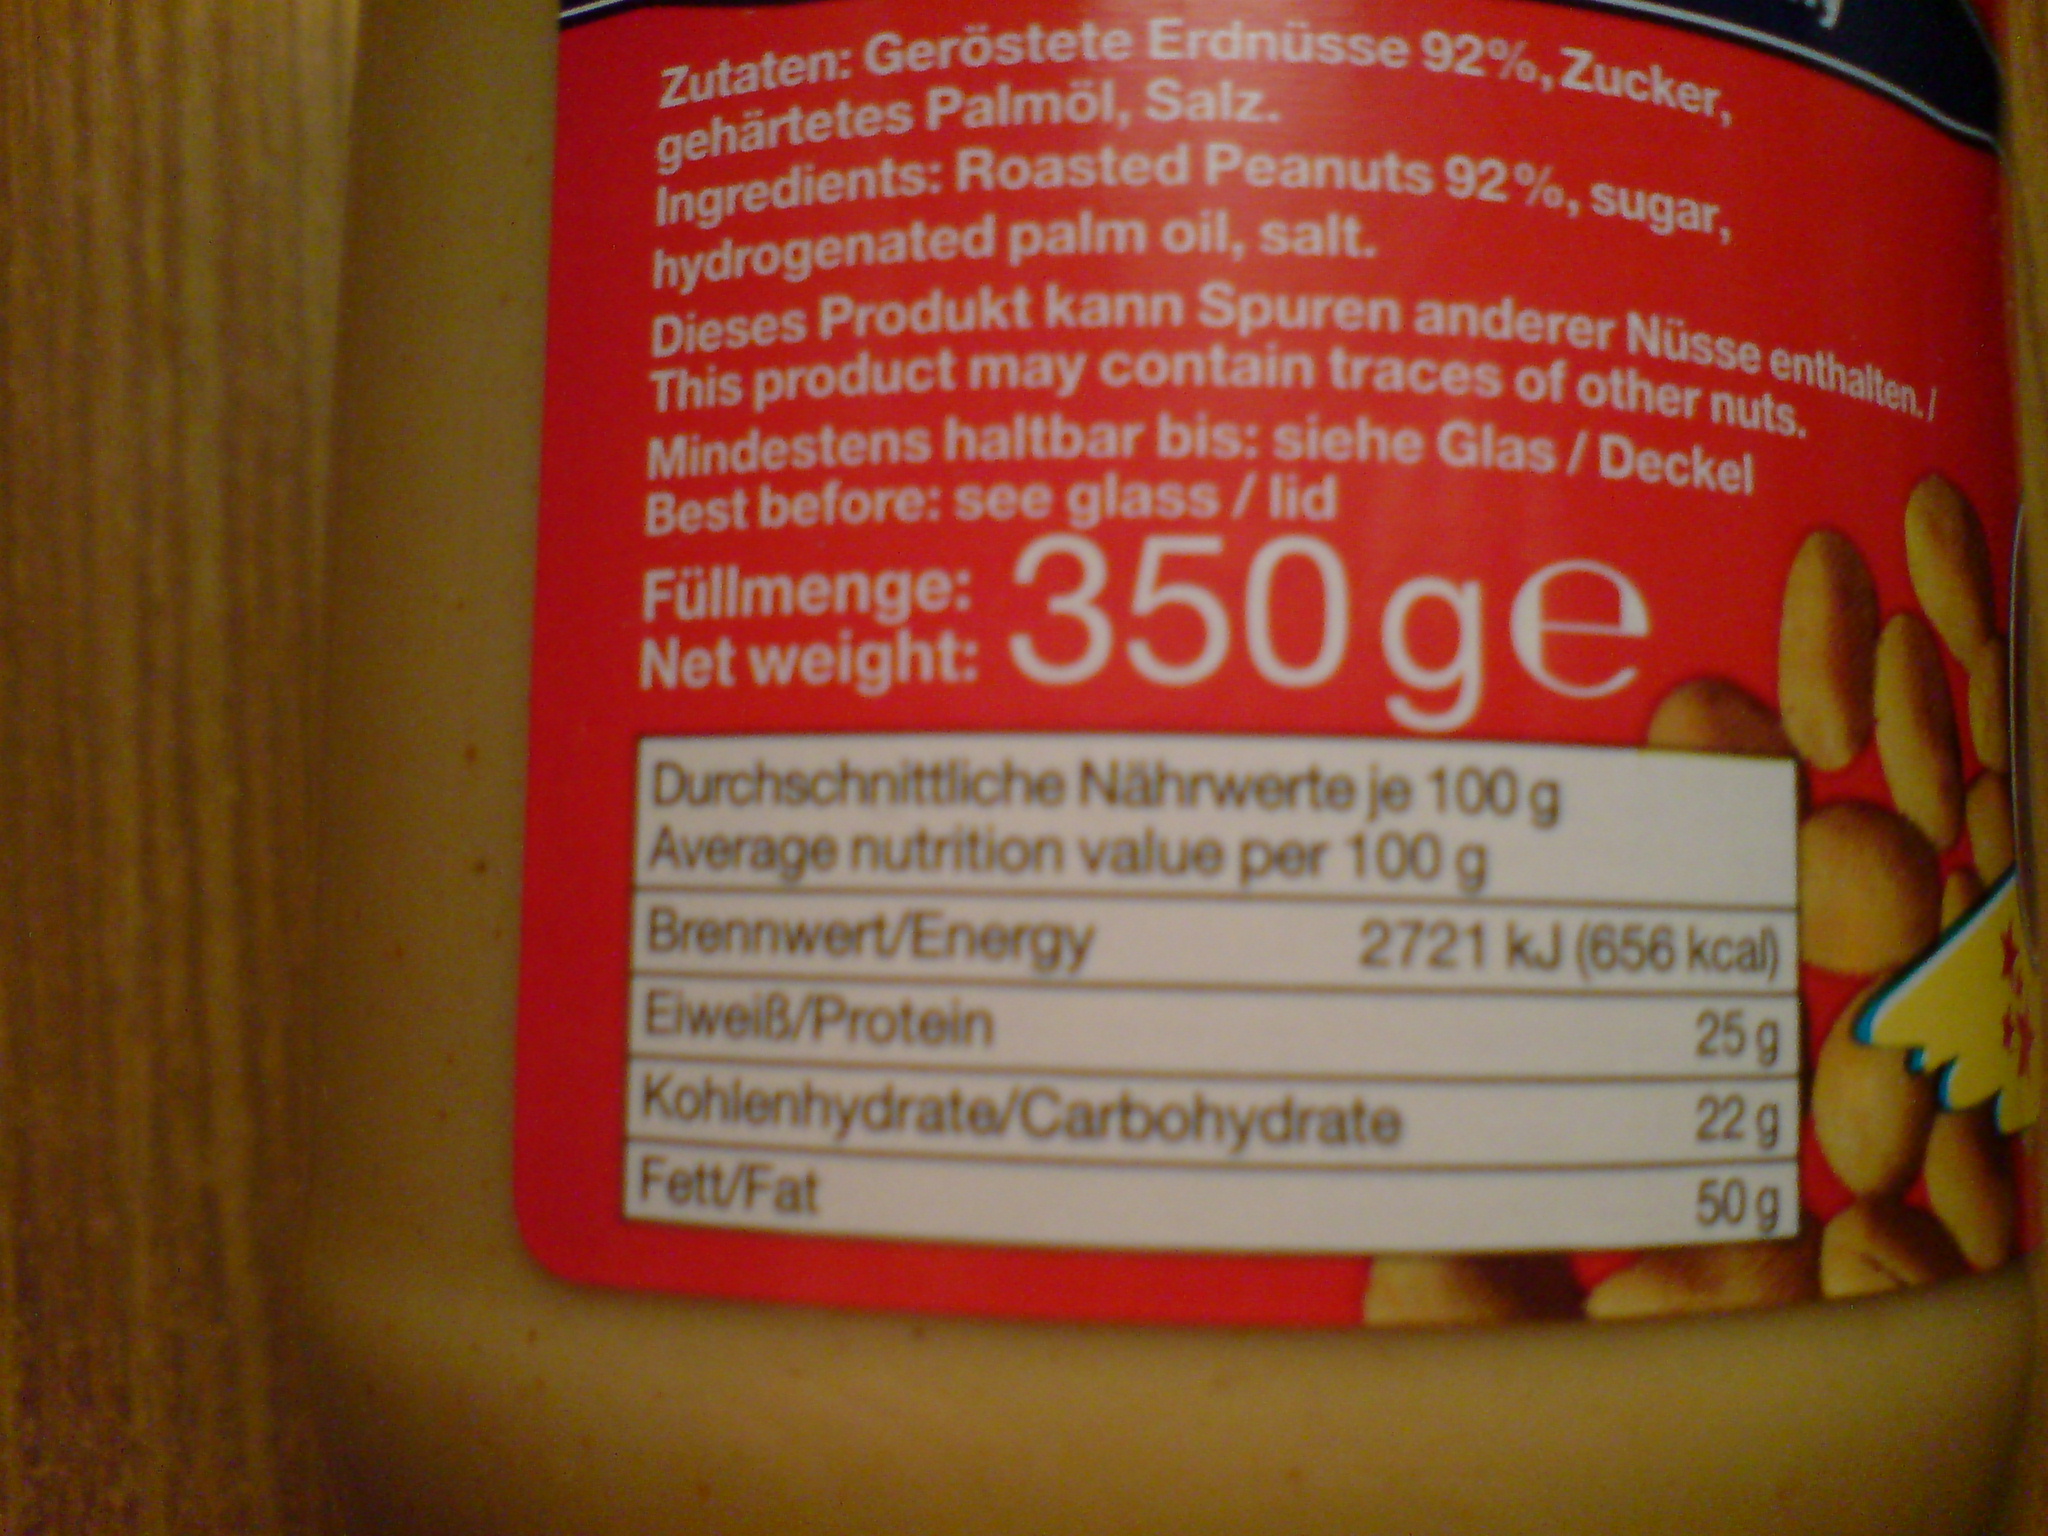 Zutaten: Geröstete Erdnüsse 92%, Zucker,
gehärtetes Palmöl, Salz.
Ingredients: Roasted Peanuts 92%, sugar,
hydrogenated palm oil, salt.
Dieses Produkt kann Spuren anderer Nüsse enthalten./
This product may contain traces of other nuts.
Mindestens haltbar bis: siehe Glas / Deckel
Best before: see glass / lid
Füllmenge:
Net weight: 350 g e
Durchschnittliche Nährwerte je 100 g
Average nutrition value per 100 g
Brennwert/Energy 2721 kJ (656 kcal)
Eiweiß/Protein 25 g
Kohlenhydrate/Carbohydrate 22 g
Fett/Fat 50 g